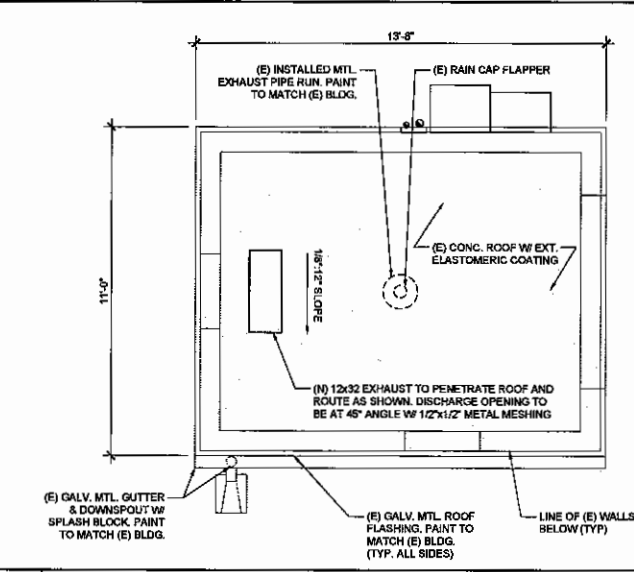 13'-8"
(E) INSTALLED MTL.
EXHAUST PIPE RUN. PAINT
TO MATCH (E) BLDG.
(E) RAIN CAP FLAPPER
11'-0"
1/8":12" SLOPE
(E) CONC. ROOF W/ EXT.
ELASTOMERIC COATING
(N) 12x32 EXHAUST TO PENETRATE ROOF AND
ROUTE AS SHOWN. DISCHARGE OPENING TO
BE AT 45° ANGLE W/ 1/2"x1/2" METAL MESHING
(E) GALV. MTL. GUTTER
& DOWNSPOUT W/
SPLASH BLOCK. PAINT
TO MATCH (E) BLDG.
(E) GALV. MTL. ROOF
FLASHING, PAINT TO
MATCH (E) BLDG.
(TYP. ALL SIDES)
LINE OF (E) WALLS
BELOW (TYP)